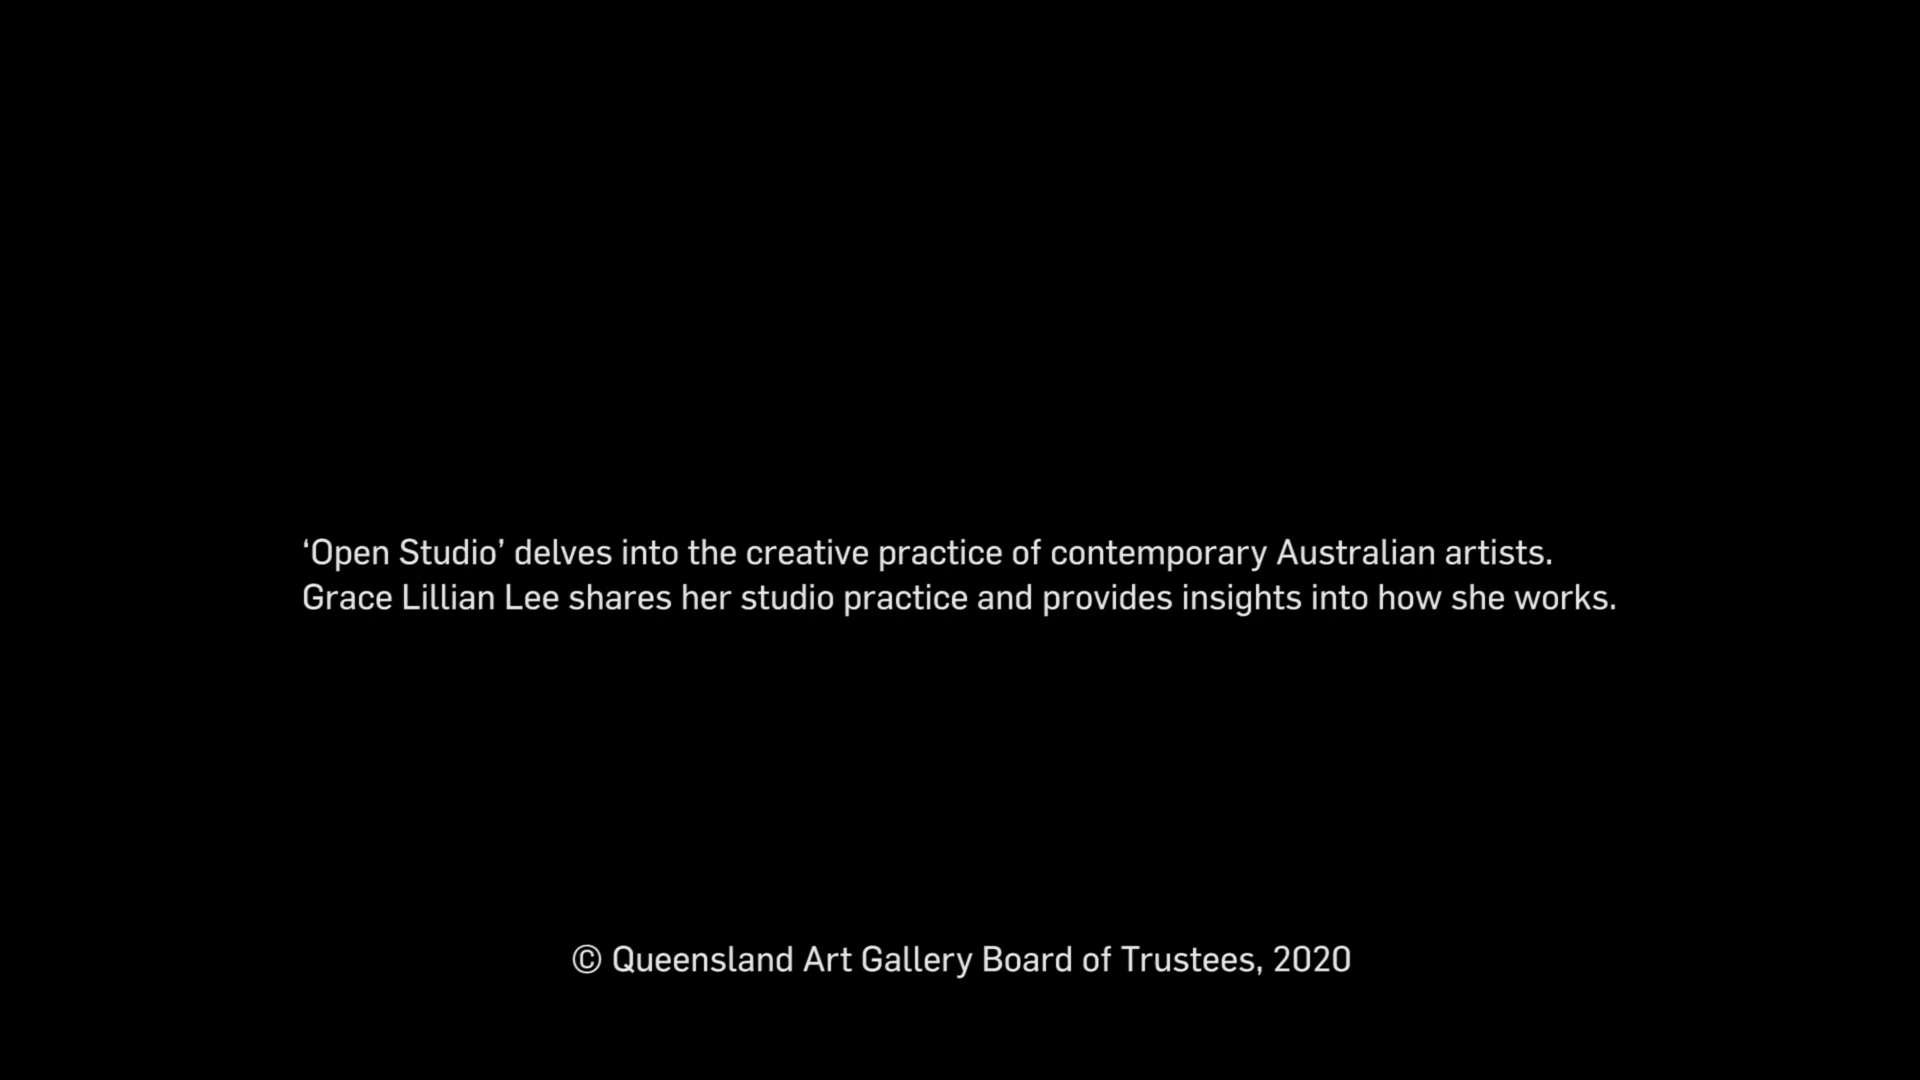 ‘Open Studio’ delves into the creative practice of contemporary Australian artists.
Grace Lillian Lee shares her studio practice and provides insights into how she works.
© Queensland Art Gallery Board of Trustees, 2020